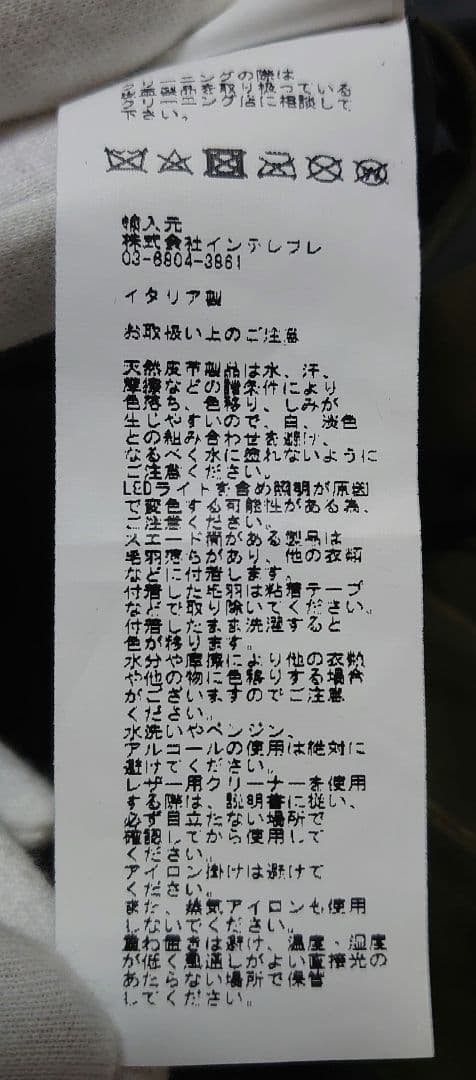 クリーニングの際は
皮革製品を取り扱っている
クリーニング店に相談して
下さい。
輸入元
株式会社インテレプレ
03-6804-3861
イタリア製
お取扱い上のご注意
天然皮革製品は水、汗、
摩擦などの諸条件により
色落ち、色移り、しみが
生じやすいので、白、淡色
との組み合わせを避け、
なるべく水に塗れないように
ご注意ください。
LEDライトを含め照明が原因
で変色する可能性がある為、
ご注意ください。
スエード面がある製品は
毛羽落ちがあり、他の衣類
などに付着します。
付着した毛羽は粘着テープ
などで取り除いてください。
付着したまま洗濯すると
色が移ります。
水分や摩擦により他の衣類
や他の物に色移りする場合
がございますのでご注意
ください。
水洗いやベンジン、
アルコールの使用は絶対に
避けてください。
レザー用クリーナーを使用
する際は、説明書に従い、
必ず目立たない場所で
確認してから使用して
ください。
アイロン掛けは避けて
ください。
また、蒸気アイロンも使用
しないでください。
重ね置きは避け、温度・湿度
が低く風通しがよい直接光の
あたらない場所で保管
してください。